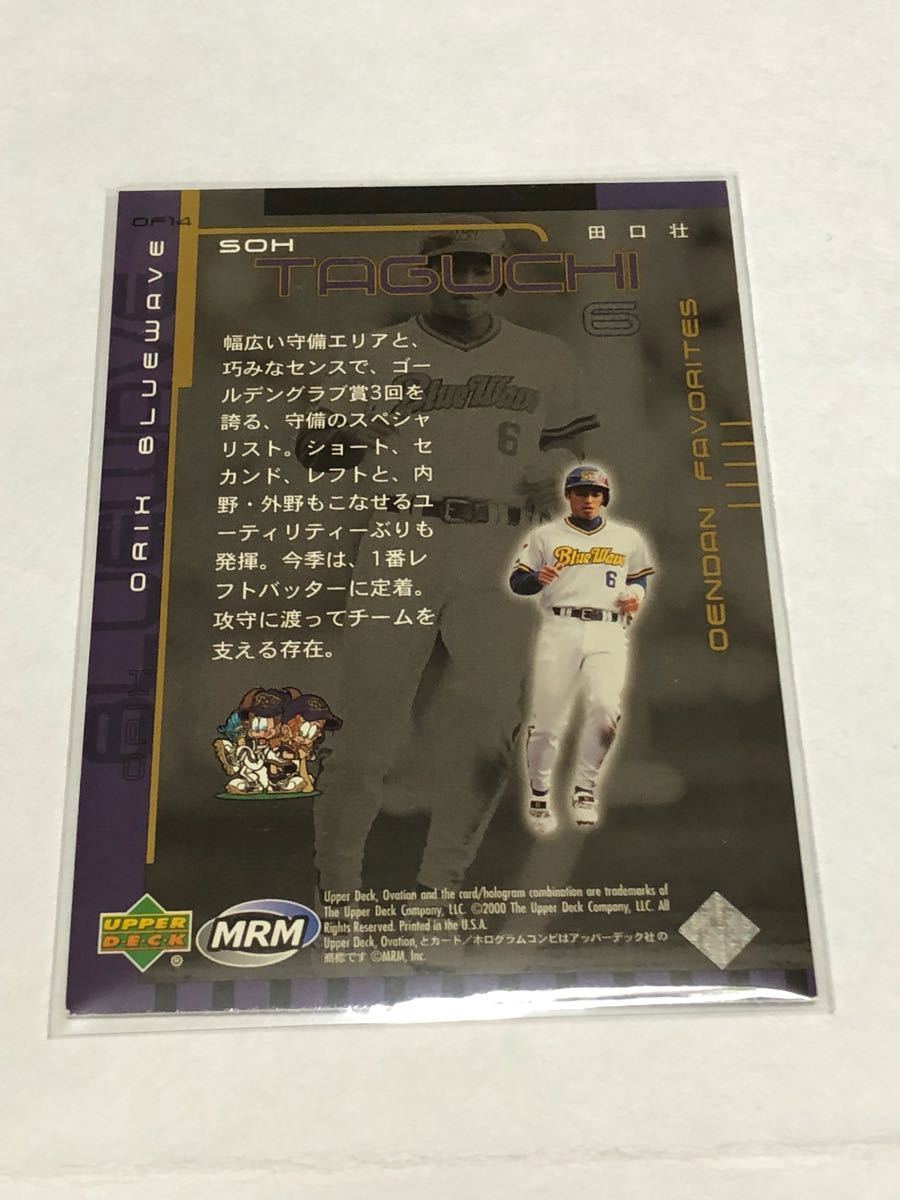 OF14
SOH
田口壮
TAGUCHI
6
ORIX BLUEWAVE
BLUEWAVE
ORIX
OENDAN FAVORITES
幅広い守備エリアと、
巧みなセンスで、ゴー
ルデングラブ賞3回を
誇る、守備のスペシャ
リスト。ショート、セ
カンド、レフトと、内
野・外野もこなせるユ
ーティリティーぶりも
発揮。今季は、1番レ
フトバッターに定着。
攻守に渡ってチームを
支える存在。
Blue Wave
6
Blue Wave
6
UPPER
DECK
®
MRM
Upper Deck, Ovation and the card/hologram combination are trademarks of
The Upper Deck Company, LLC. ©2000 The Upper Deck Company, LLC. All
Rights Reserved. Printed in the U.S.A.
Upper Deck, Ovation, とカード/ホログラムコンビはアッパーデック社 の
商標です ©MRM, Inc.